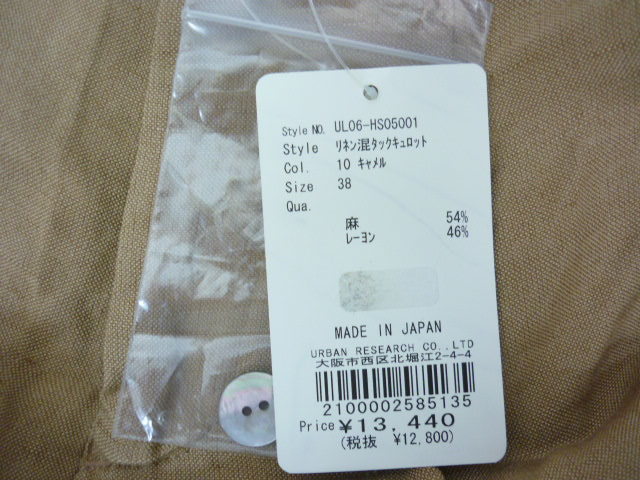 Style NO. UL06-HS05001
Style ﾘﾈﾝ混ﾀｯｸｷｭﾛｯﾄ
Col. 10 ｷｬﾒﾙ
Size 38
Qua.
麻 54%
ﾚｰﾖﾝ 46%
MADE IN JAPAN
URBAN RESEARCH CO.,LTD
大阪市西区北堀江2-4-4
2100002585135
Price ¥13,440
(税抜 ¥12,800)